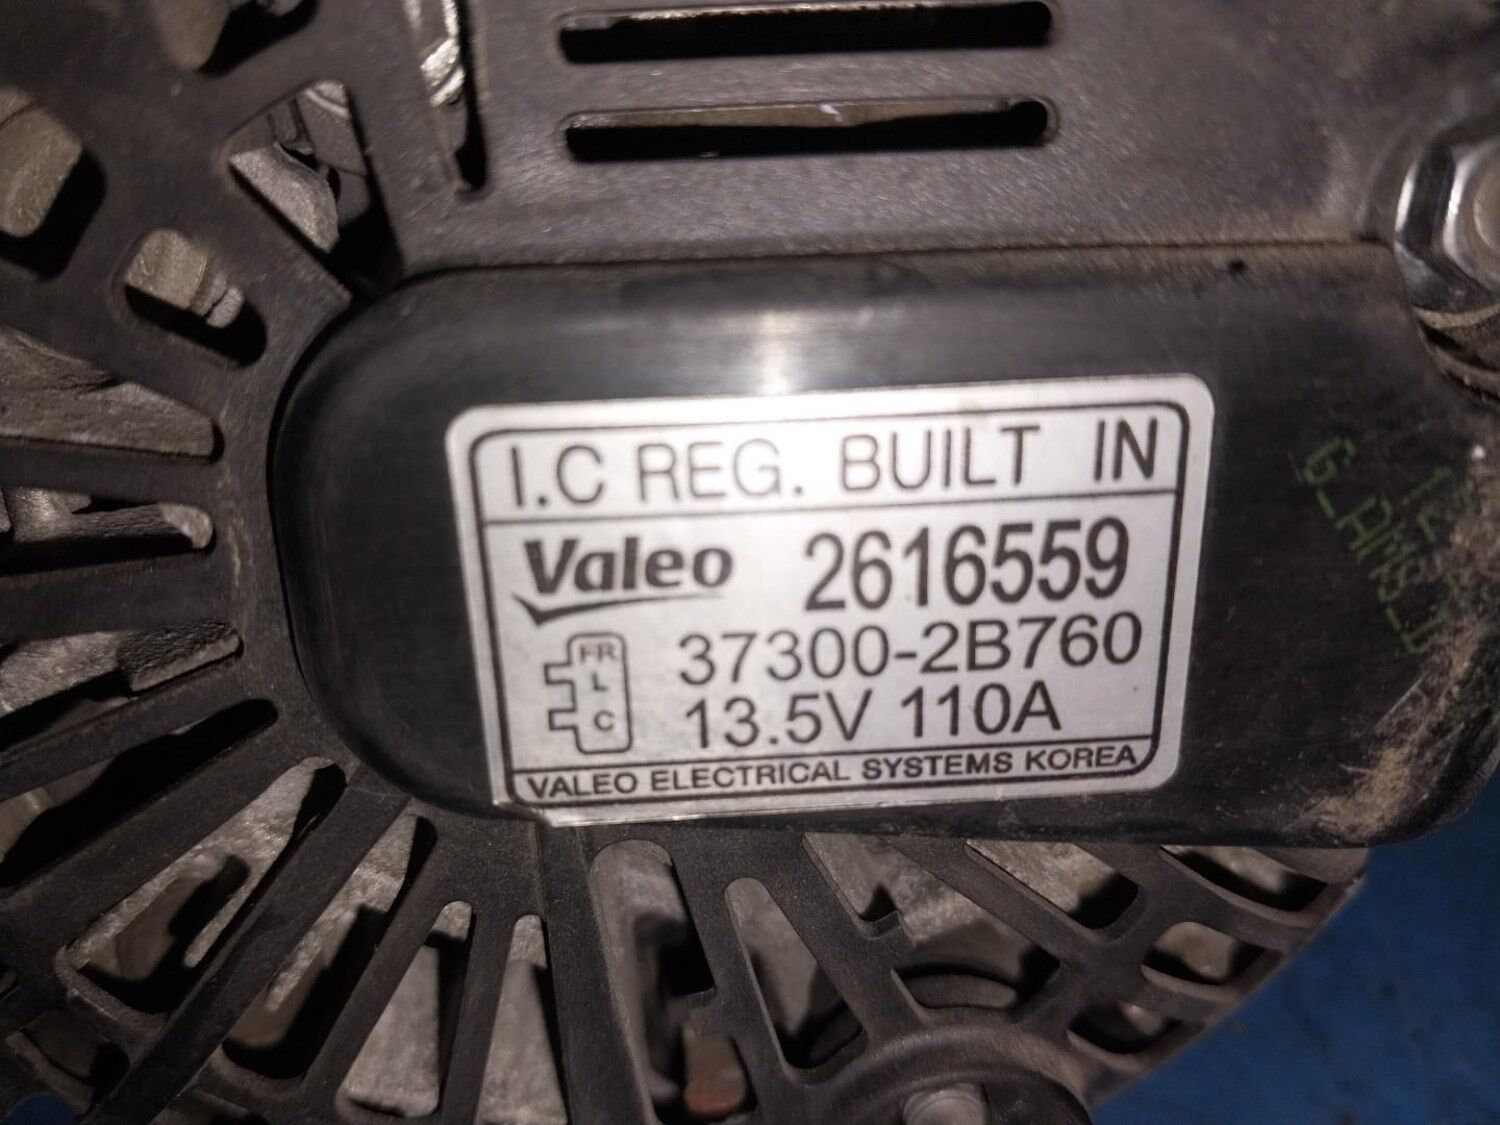 I.C REG. BUILT IN
Valeo 2616559
FR
L
C
37300-2B760
13.5V 110A
VALEO ELECTRICAL SYSTEMS KOREA